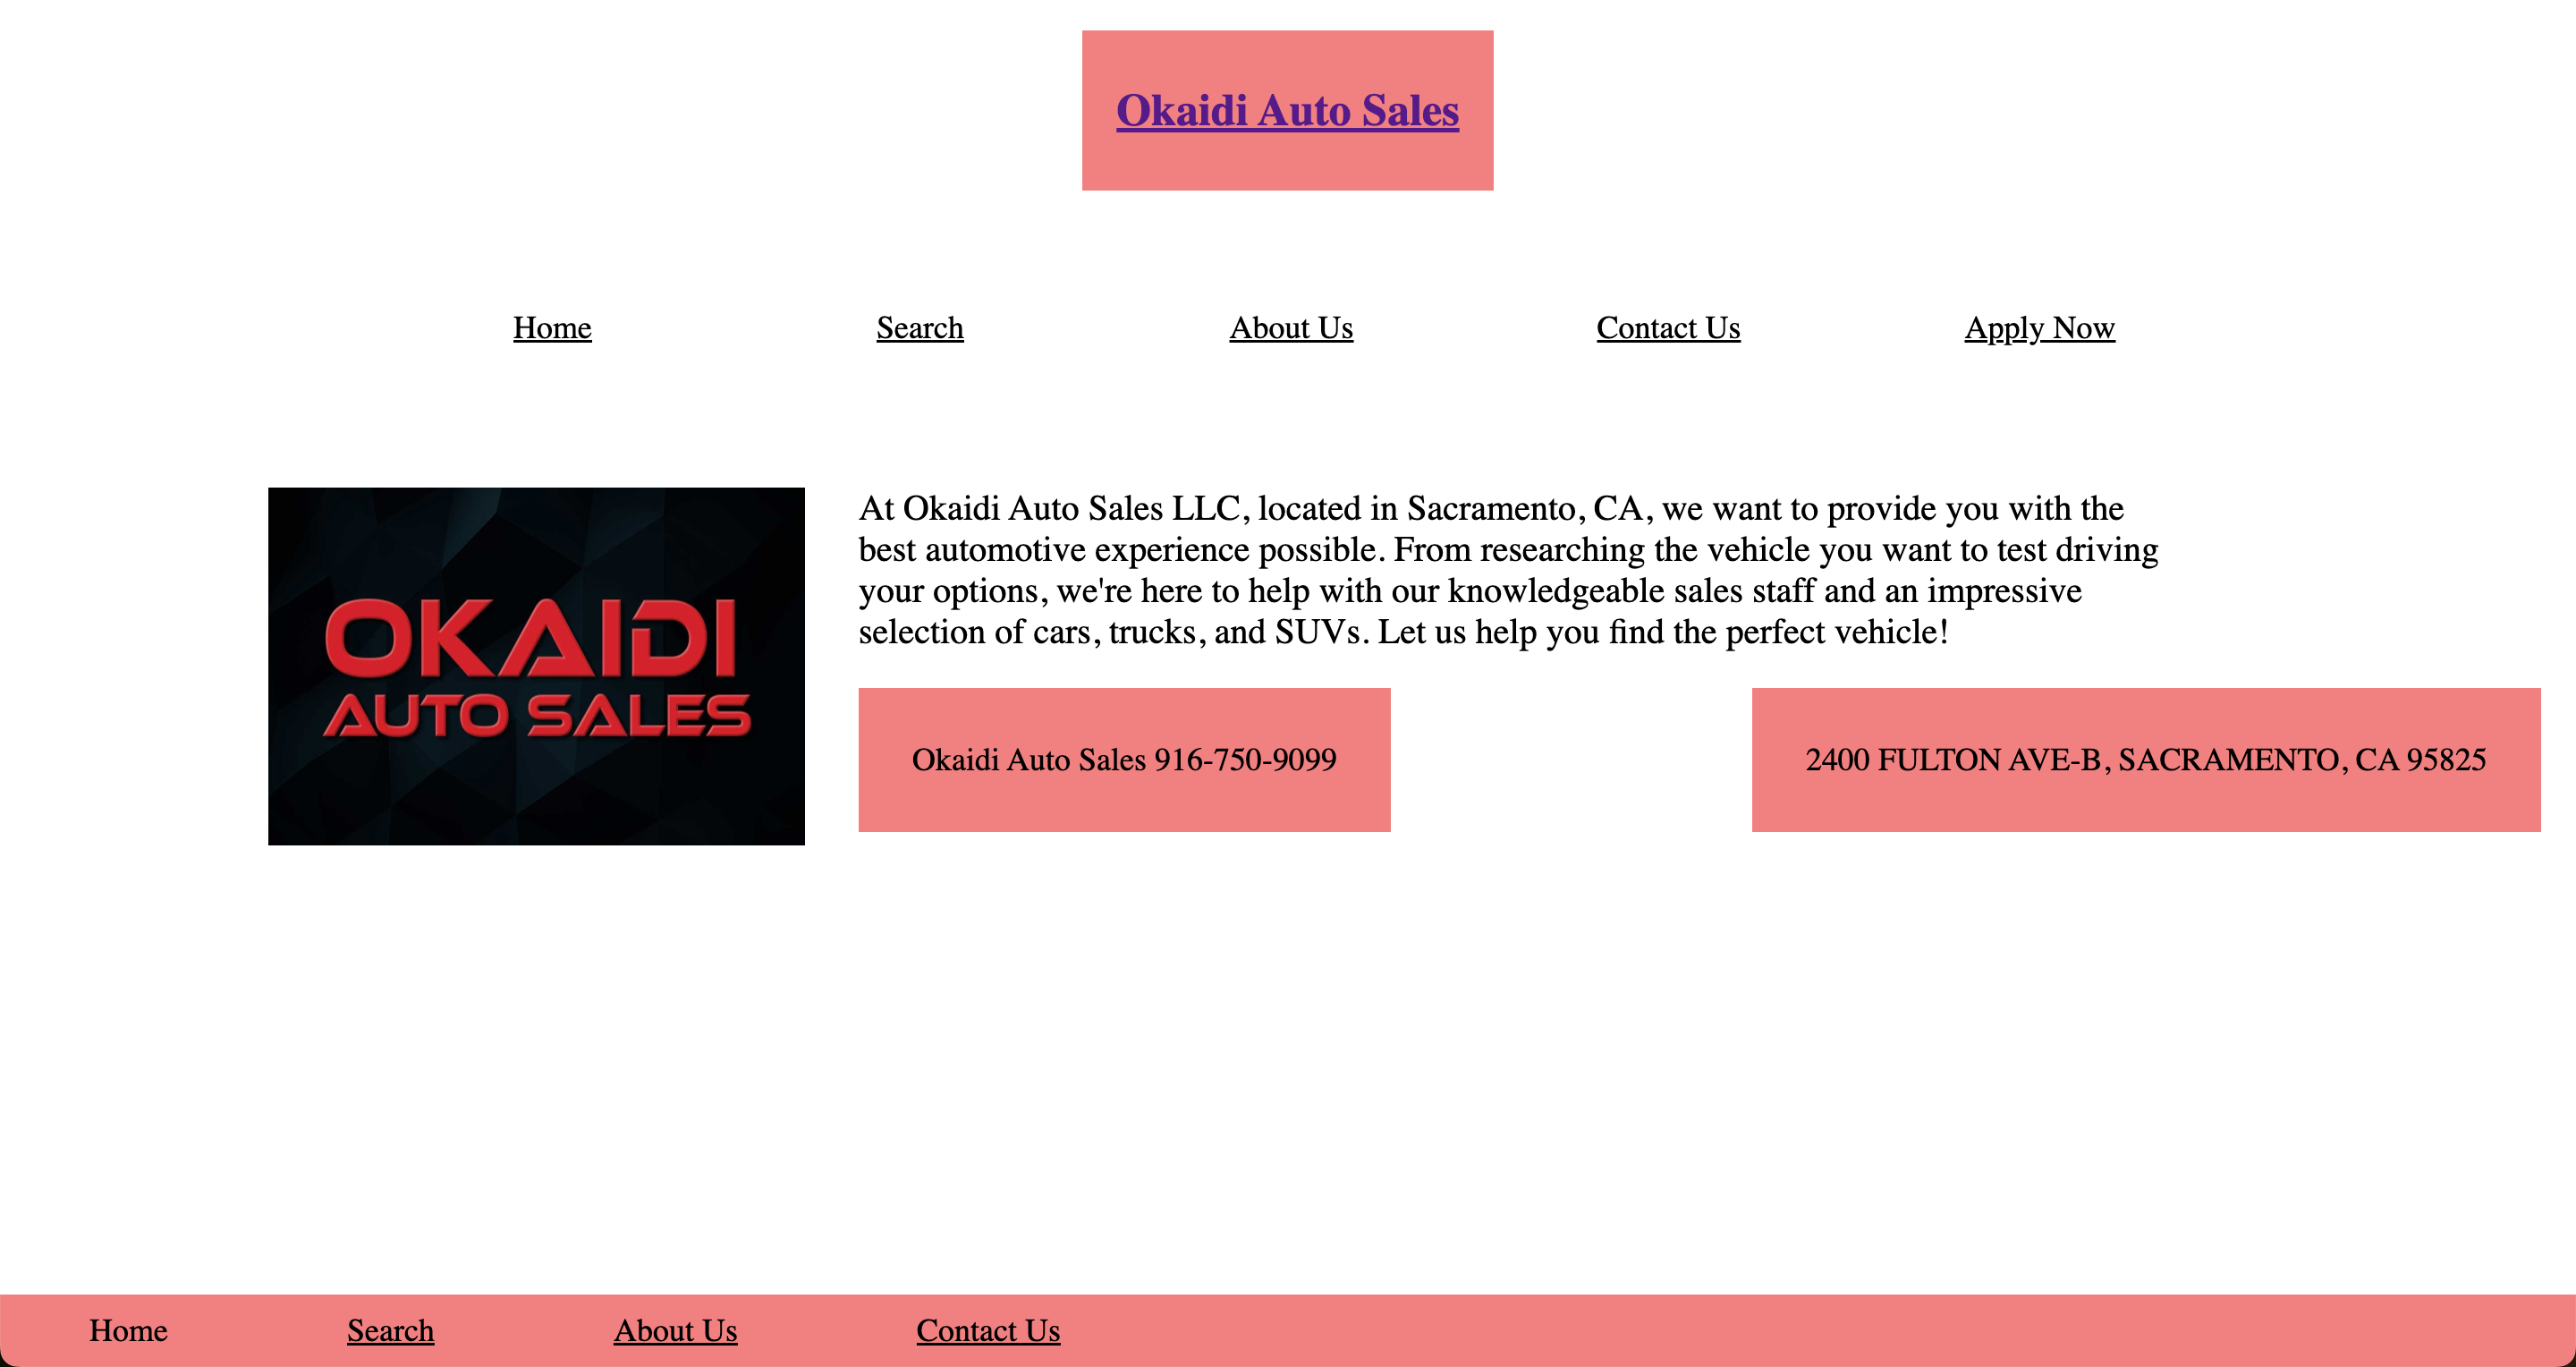 Okaidi Auto Sales
Home Search About Us Contact Us Apply Now
OKAIDI
AUTO SALES
At Okaidi Auto Sales LLC, located in Sacramento, CA, we want to provide you with the
best automotive experience possible. From researching the vehicle you want to test driving
your options, we're here to help with our knowledgeable sales staff and an impressive
selection of cars, trucks, and SUVs. Let us help you find the perfect vehicle!
Okaidi Auto Sales 916-750-9099
2400 FULTON AVE-B, SACRAMENTO, CA 95825
Home Search About Us Contact Us